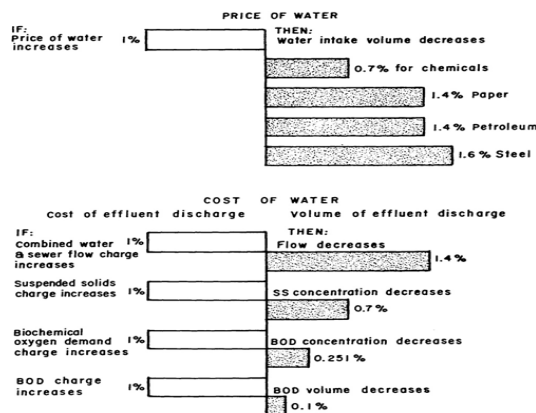 PRICE OF WATER
IF:
Price of water
increases
1%
THEN:
Water intake volume decreases
0.7% for chemicals
1.4% Paper
1.4% Petroleum
1.6% Steel
COST OF WATER
Cost of effluent discharge
Volume of effluent discharge
IF:
Combined water
& sewer flow charge
increases
1%
THEN:
Flow decreases
1.4%
Suspended solids
charge increases
1%
SS concentration decreases
0.7%
Biochemical
oxygen demand
charge increases
1%
BOD concentration decreases
0.251%
BOD charge
increases
1%
BOD volume decreases
0.1%